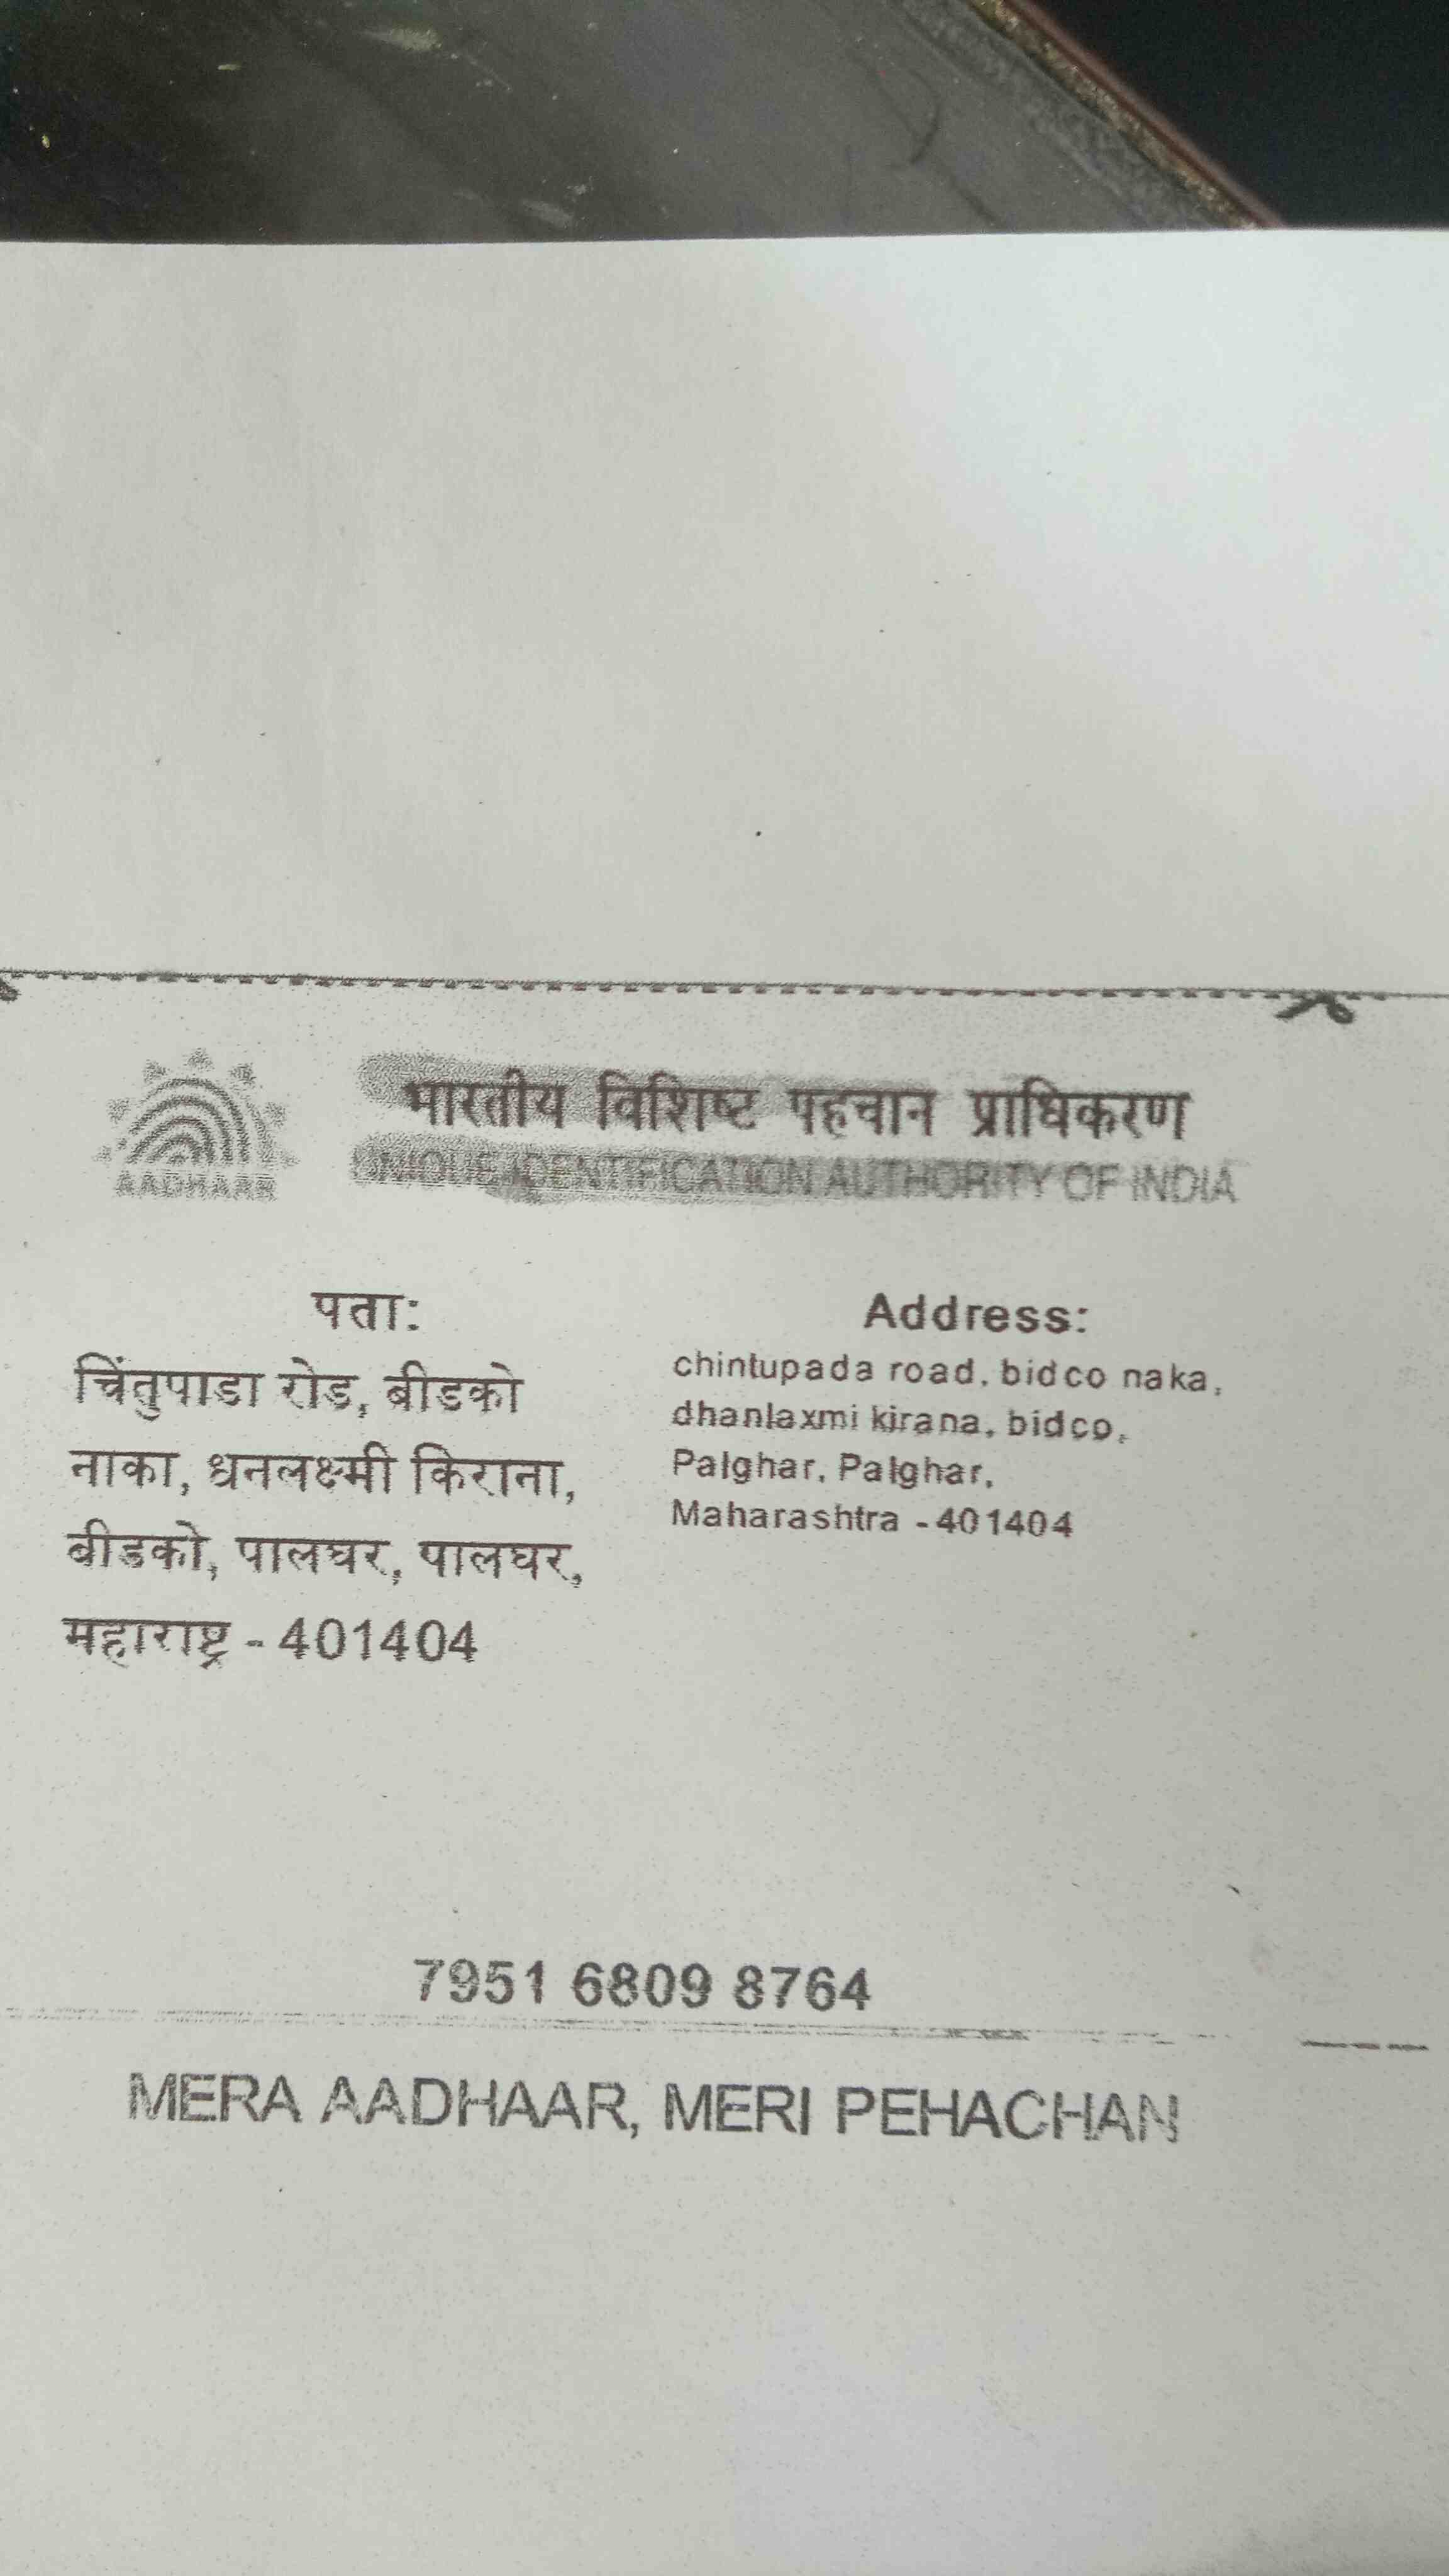 भारतीय विशिष्ट पहचान प्राधिकरण
AADHAAR
UNIQUE IDENTIFICATION AUTHORITY OF INDIA
पता:
चिंतुपाडा रोड, बीडको
नाका, धनलक्ष्मी किराना,
बीडको, पालघर, पालघर,
महाराष्ट्र - 401404
Address:
chintupada road, bidco naka,
dhanlaxmi kirana, bidco,
Palghar, Palghar,
Maharashtra - 401404
7951 6809 8764
MERA AADHAAR, MERI PEHACHAN